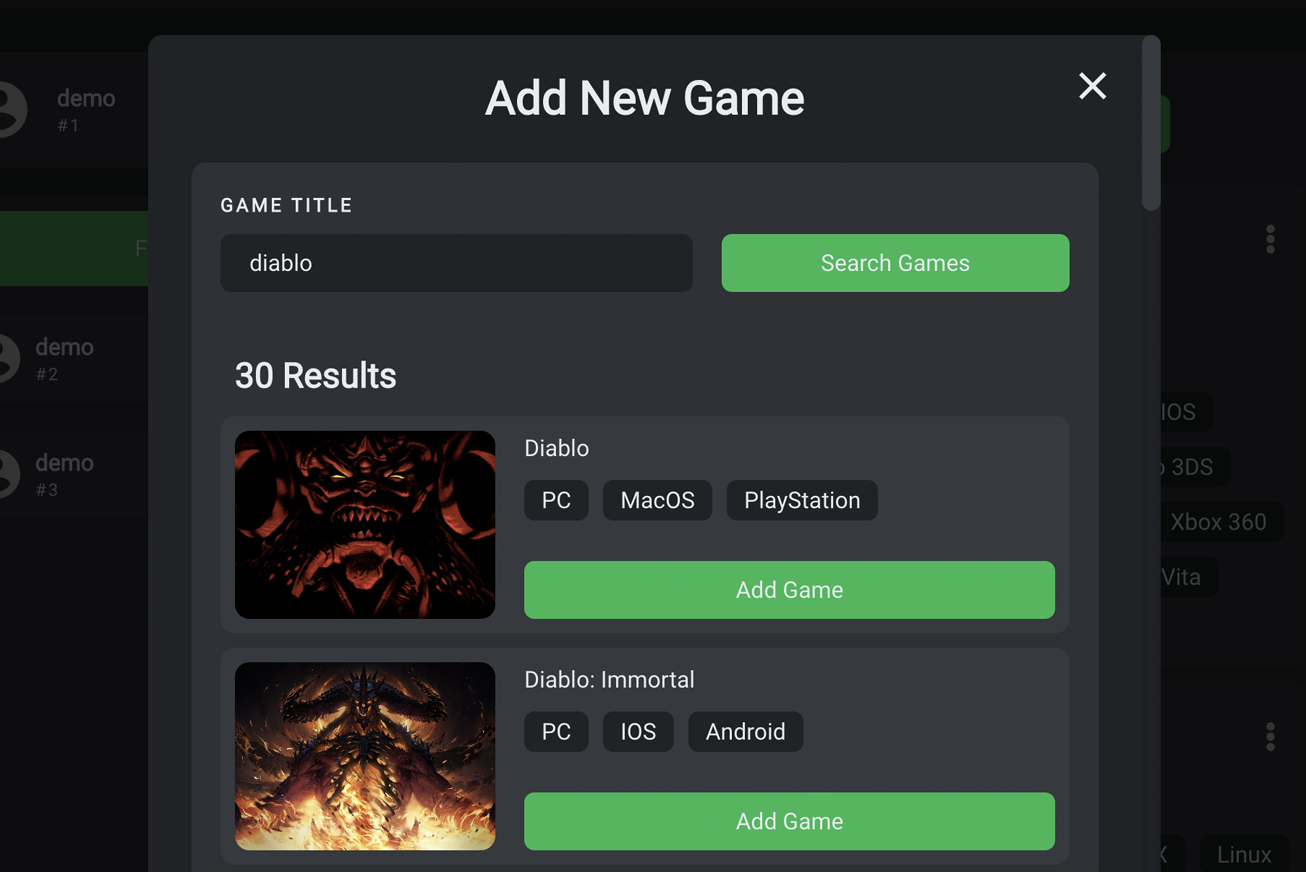 Add New Game
demo
#1
GAME TITLE
diablo
Search Games
F
demo
#2
30 Results
Diablo
PC MacOS PlayStation
Add Game
demo
#3
IOS
3DS
Xbox 360
Vita
Diablo: Immortal
PC IOS Android
Add Game
X Linux